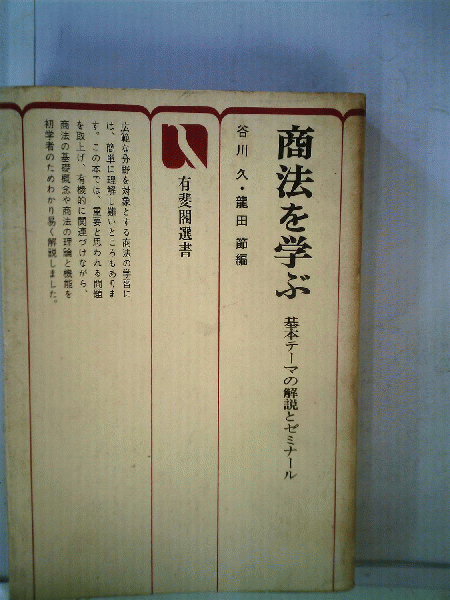 商法を学ぶ
基本テーマの解説とゼミナール
谷川 久・龍田 節編
有斐閣選書
広範な分野を対象とする商法の学習に
は、簡単に理解し難いところもありま
す。この本では、重要と思われる問題
を取上げ、有機的に関連づけながら、
商法の基礎概念や商法の理論と機能を
初学者のためわかり易く解説しました。